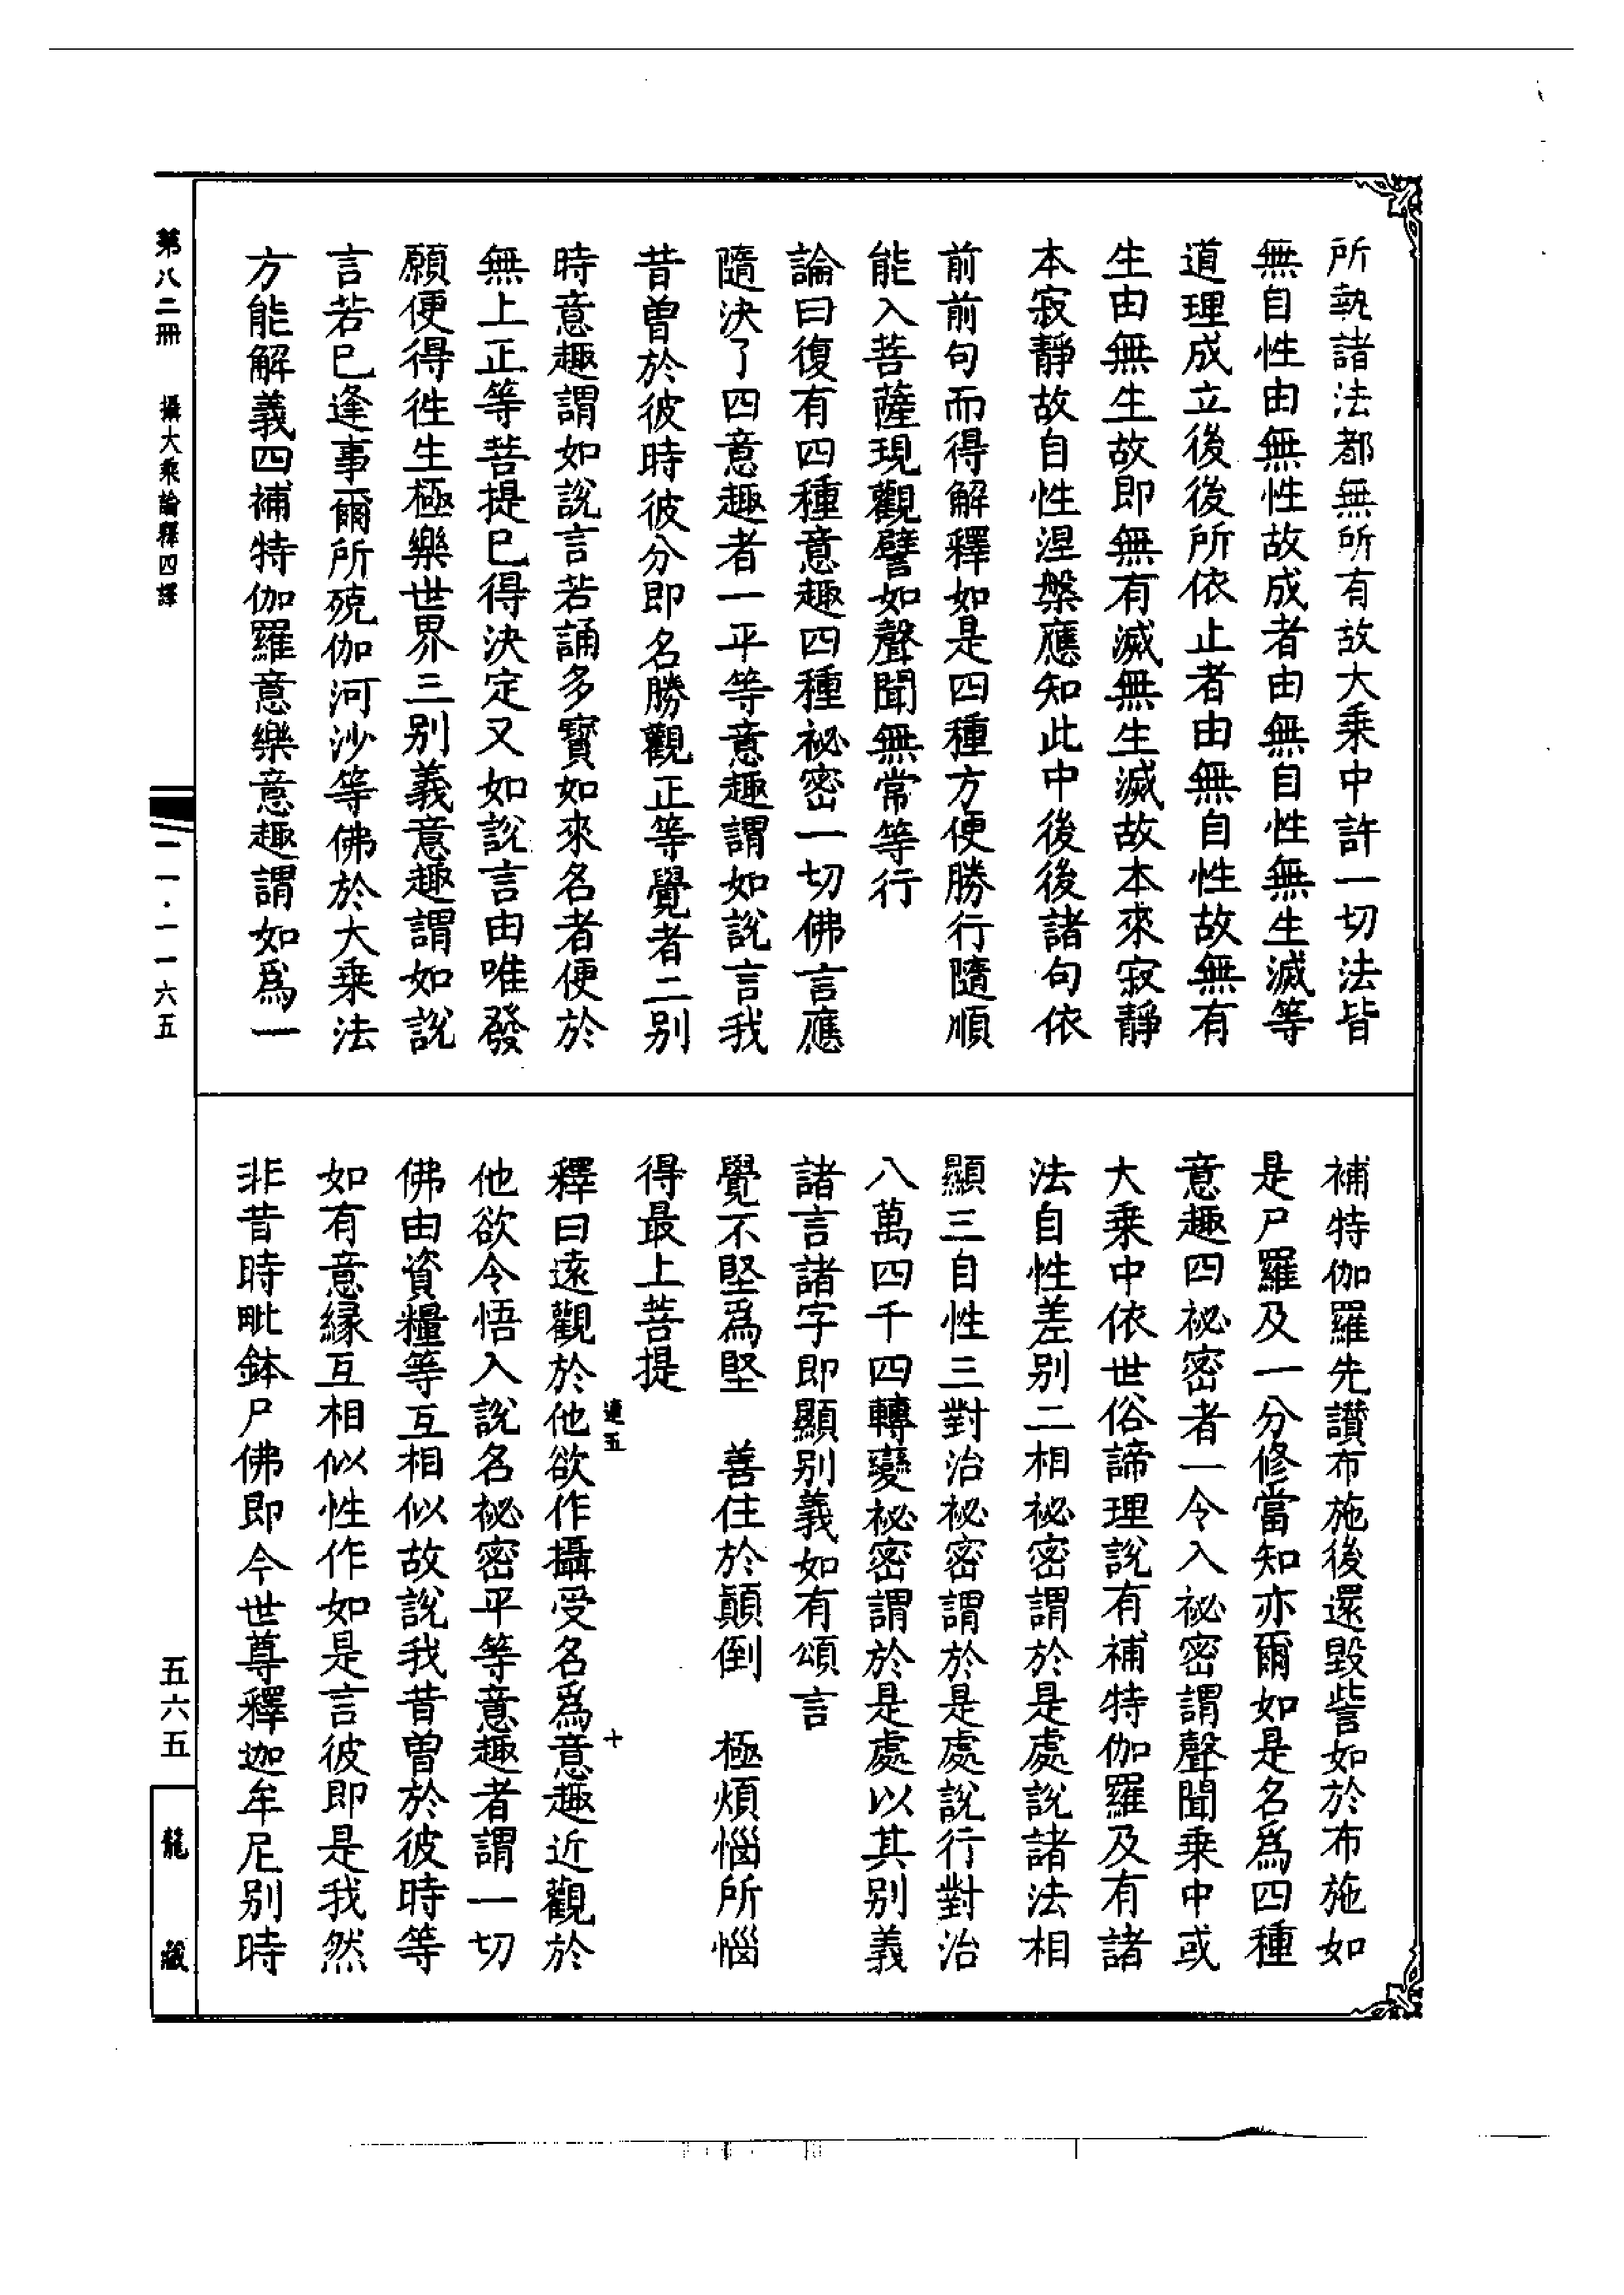 所執諸法都無所有故大乘中許一切法皆
無自性由無性故成者由無自性無生滅等
道理成立後後所依止者由無自性故無有
生由無生故即無有滅無生滅故本來寂靜
本寂靜故自性涅槃應知此中後後諸句依
前前句而得解釋如是四種方便勝行隨順
能入菩薩現觀譬如聲聞無常等行
論曰復有四種意趣四種祕密一切佛言應
隨決了四意趣者一平等意趣謂如說言我
昔曾於彼時彼分即名勝觀正等覺者二別
時意趣謂如說言若誦多寶如來名者便於
無上正等菩提已得決定又如說言由唯發
願便得徃生極樂世界三別義意趣謂如說
言若已逢事爾所殑伽河沙等佛於大乘法
方能解義四補特伽羅意樂意趣謂如爲一
補特伽羅先讚布施後還毀訾如於布施如
是尸羅及一分修當知亦爾如是名爲四種
意趣四祕密者一令入祕密謂聲聞乘中或
大乘中依世俗諦理說有補特伽羅及有諸
法自性差別二相祕密謂於是處說諸法相
顯三自性三對治祕密謂於是處說行對治
八萬四千四轉變祕密謂於是處以其別義
諸言諸字即顯別義如有頌言
覺不堅爲堅　善住於顛倒　極煩惱所惱
得最上菩提
釋曰遠觀於他欲作攝受名爲意趣近觀於
他欲令悟入說名祕密平等意趣者謂一切
佛由資糧等互相似故說我昔曾於彼時等
如有意緣互相似性作如是言彼即是我然
非昔時毗鉢尸佛即今世尊釋迦牟尼別時
連五
十
第八二冊　攝大乘論釋四譯
一一·一一六五
五六五
龍藏